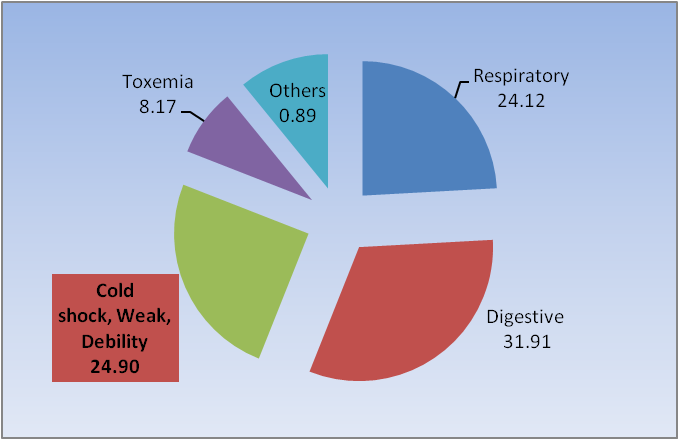 Respiratory
24.12
Digestive
31.91
Cold
shock, Weak,
Debility
24.90
Toxemia
8.17
Others
0.89